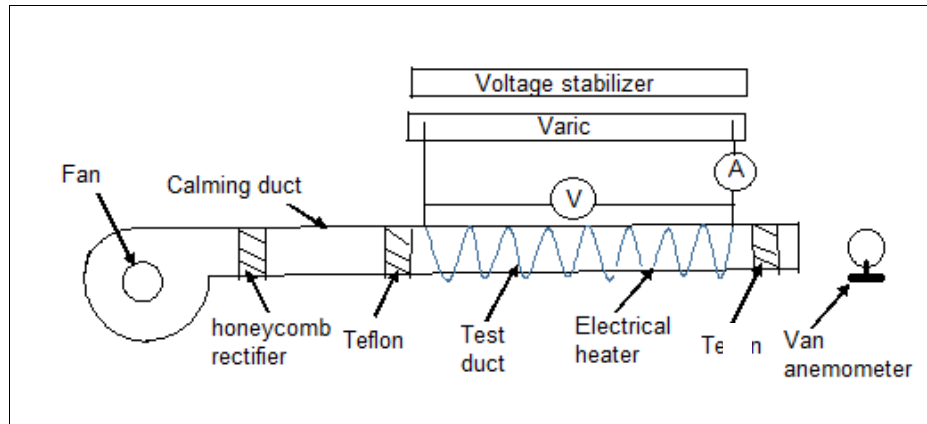 Voltage stabilizer
Varic
Fan
Calming duct
A
V
honeycomb
rectifier
Teflon
Test
duct
Electrical
heater
Van
anemometer